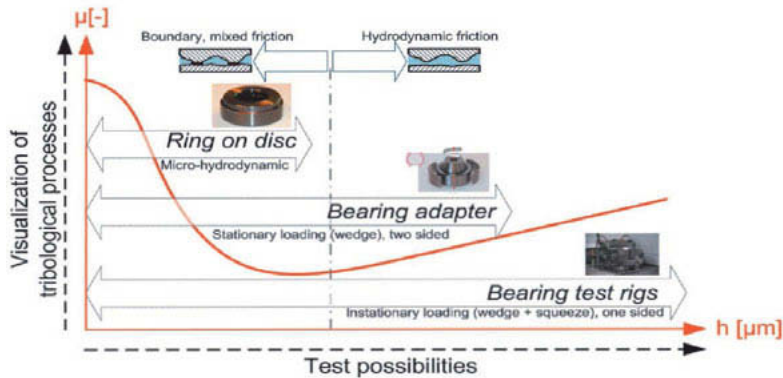 μ[-]
Boundary, mixed friction
Hydrodynamic friction
Visualization of
tribological processes
Ring on disc
Micro-hydrodynamic
Bearing adapter
Stationary loading (wedge), two sided
Bearing test rigs
Instationary loading (wedge + squeeze), one sided
h [μm]
Test possibilities